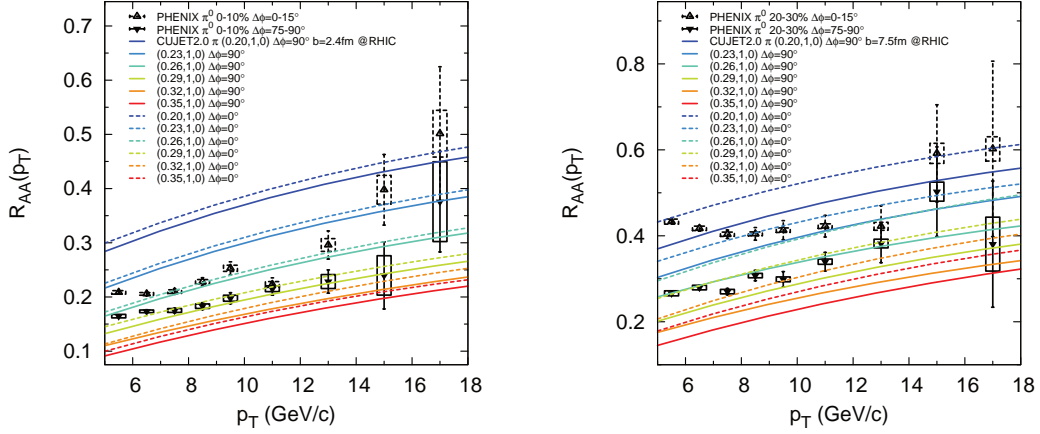 PHENIX π⁰ 0-10% Δϕ=0-15°
PHENIX π⁰ 0-10% Δϕ=75-90°
CUJET2.0 π (0.20,1,0) Δϕ=90° b=2.4fm @RHIC
(0.23,1,0) Δϕ=90°
(0.26,1,0) Δϕ=90°
(0.29,1,0) Δϕ=90°
(0.32,1,0) Δϕ=90°
(0.35,1,0) Δϕ=90°
(0.20,1,0) Δϕ=0°
(0.23,1,0) Δϕ=0°
(0.26,1,0) Δϕ=0°
(0.29,1,0) Δϕ=0°
(0.32,1,0) Δϕ=0°
(0.35,1,0) Δϕ=0°
0.7
0.6
0.5
0.4
0.3
0.2
0.1
R_AA(p_T)
6 8 10 12 14 16 18
p_T (GeV/c)
PHENIX π⁰ 20-30% Δϕ=0-15°
PHENIX π⁰ 20-30% Δϕ=75-90°
CUJET2.0 π (0.20,1,0) Δϕ=90° b=7.5fm @RHIC
(0.23,1,0) Δϕ=90°
(0.26,1,0) Δϕ=90°
(0.29,1,0) Δϕ=90°
(0.32,1,0) Δϕ=90°
(0.35,1,0) Δϕ=90°
(0.20,1,0) Δϕ=0°
(0.23,1,0) Δϕ=0°
(0.26,1,0) Δϕ=0°
(0.29,1,0) Δϕ=0°
(0.32,1,0) Δϕ=0°
(0.35,1,0) Δϕ=0°
0.8
0.6
0.4
0.2
R_AA(p_T)
6 8 10 12 14 16 18
p_T (GeV/c)